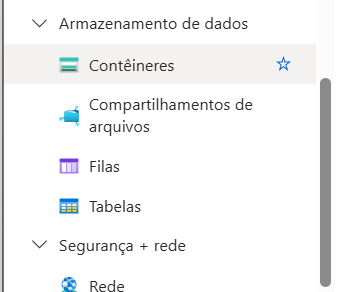 Armazenamento de dados
Contêineres
Compartilhamentos de
arquivos
Filas
Tabelas
Segurança + rede
Rede